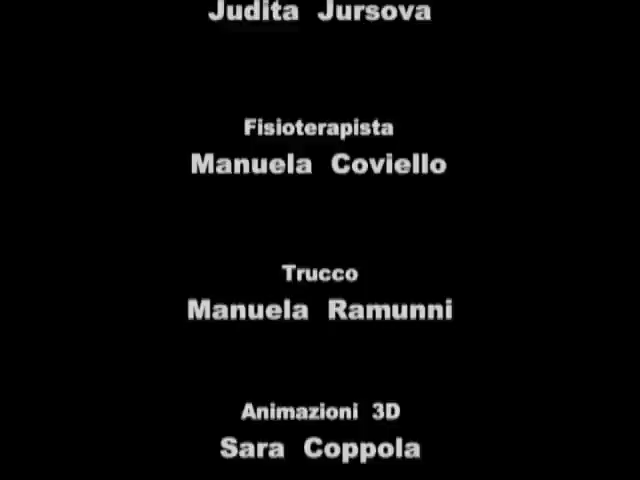 Judita Jursova
Fisioterapista
Manuela Coviello
Trucco
Manuela Ramunni
Animazioni 3D
Sara Coppola